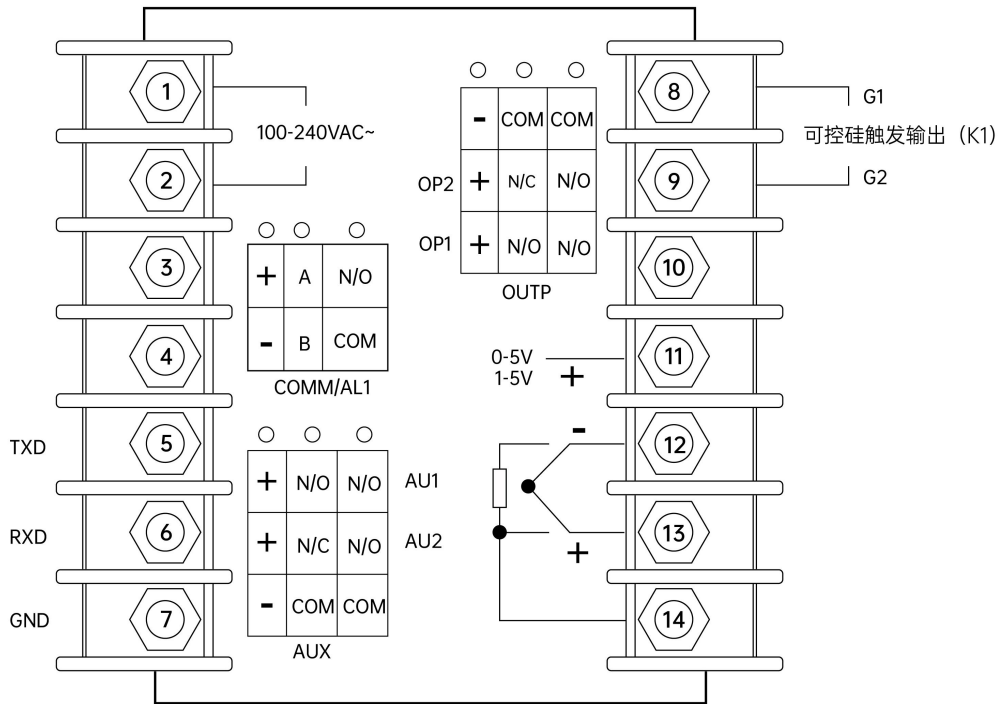 1
100-240VAC~
2
3
4
TXD
5
RXD
6
GND
7
+ A N/O
- B COM
COMM/AL1
+ N/O N/O AU1
+ N/C N/O AU2
- COM COM
AUX
- COM COM
OP2 + N/C N/O
OP1 + N/O N/O
OUTP
8
G1
可控硅触发输出（K1）
9
G2
10
0-5V
1-5V +
11
-
12
+
13
14